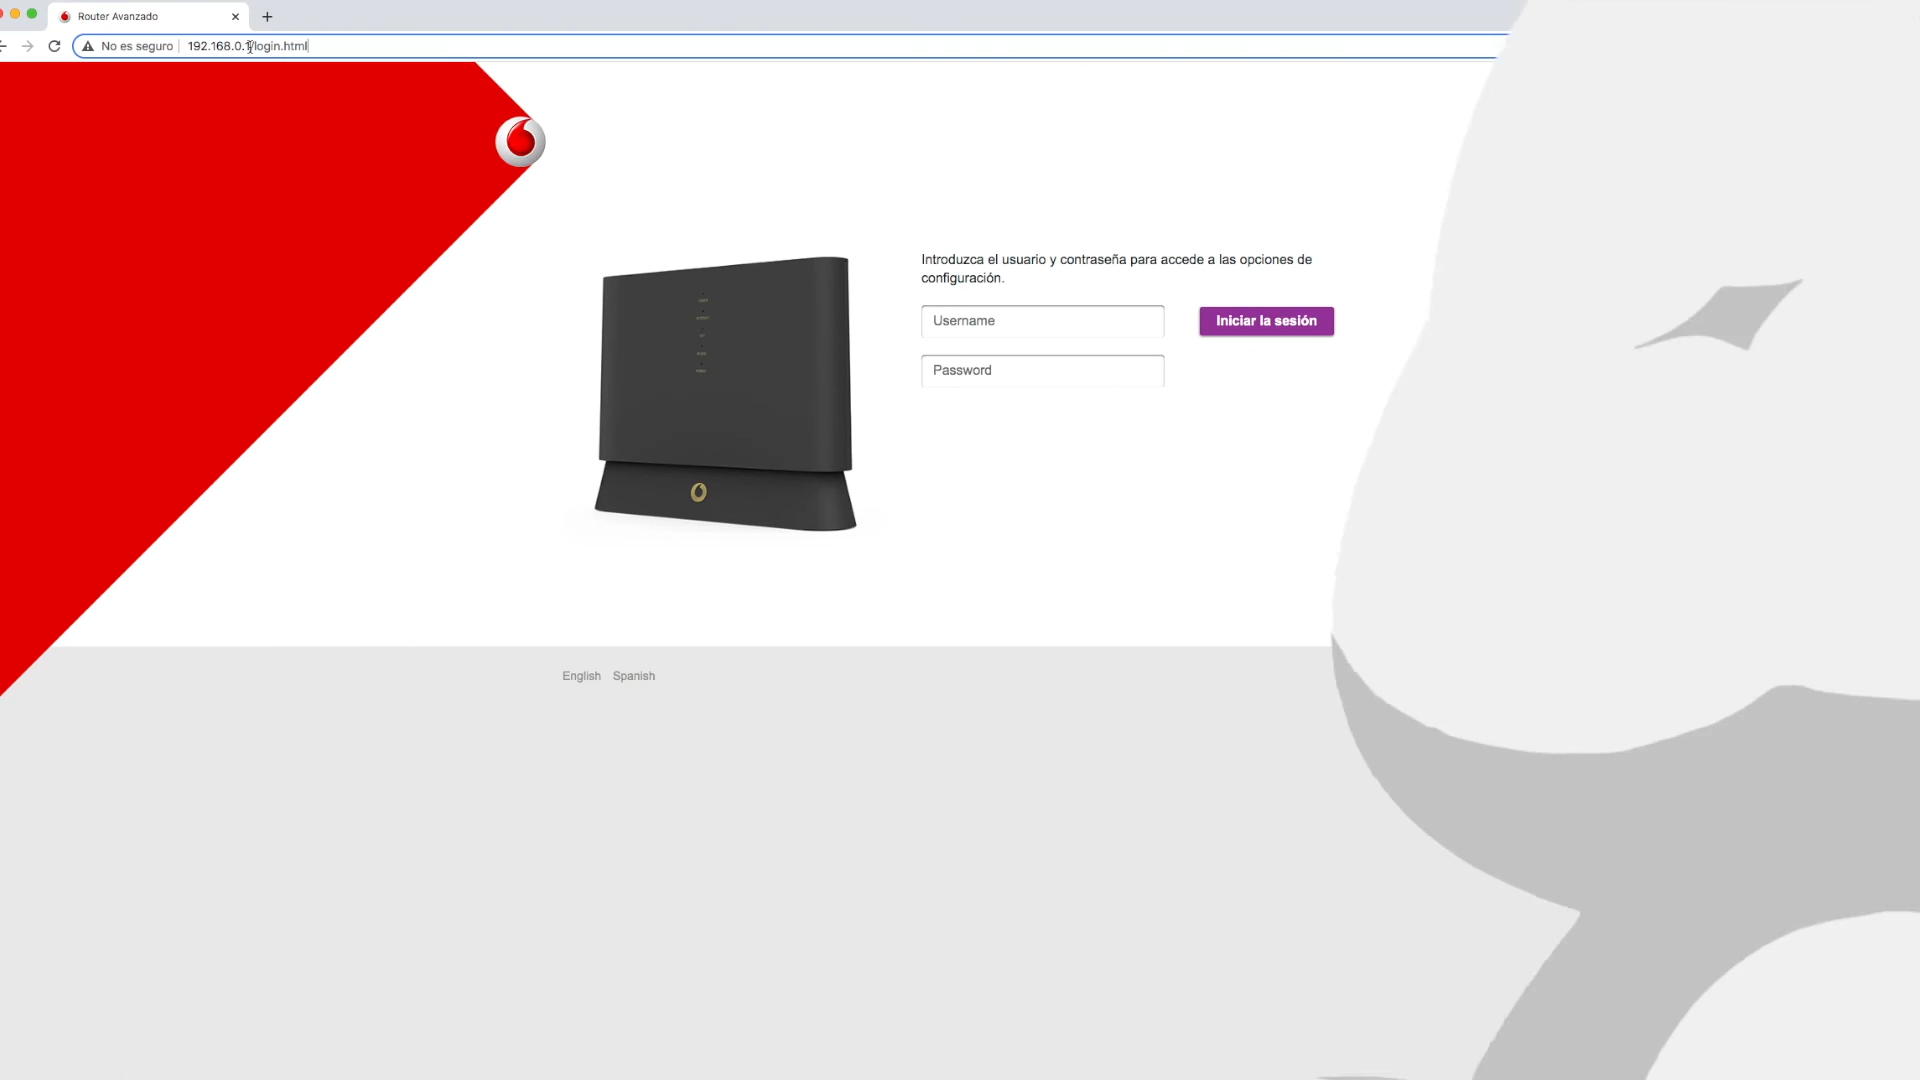 Router Avanzado
No es seguro
192.168.0.1/login.html
Introduzca el usuario y contraseña para accede a las opciones de
configuración.
Username
Iniciar la sesión
Password
English Spanish